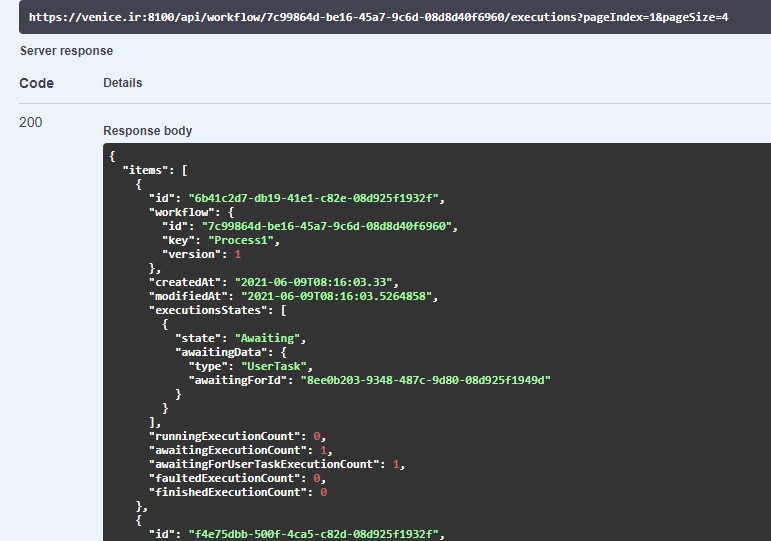 https://venice.ir:8100/api/workflow/7c99864d-be16-45a7-9c6d-08d8d40f6960/executions?pageIndex=1&pageSize=4
Server response
Code Details
200
Response body
{
"items": [
{
"id": "6b41c2d7-db19-41e1-c82e-08d925f1932f",
"workflow": {
"id": "7c99864d-be16-45a7-9c6d-08d8d40f6960",
"key": "Process1",
"version": 1
},
"createdAt": "2021-06-09T08:16:03.33",
"modifiedAt": "2021-06-09T08:16:03.5264858",
"executionsStates": [
{
"state": "Awaiting",
"awaitingData": {
"type": "UserTask",
"awaitingForId": "8ee0b203-9348-487c-9d80-08d925f1949d"
}
}
],
"runningExecutionCount": 0,
"awaitingExecutionCount": 1,
"awaitingForUserTaskExecutionCount": 1,
"faultedExecutionCount": 0,
"finishedExecutionCount": 0
},
{
"id": "f4e75dbb-500f-4ca5-c82d-08d925f1932f",